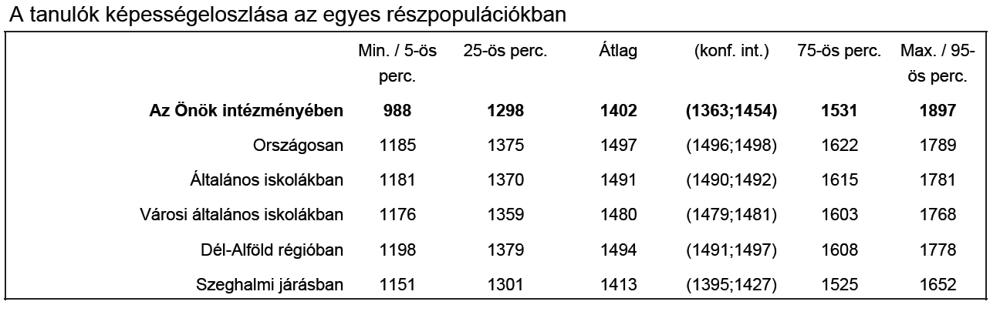 A tanulók képességeloszlása az egyes részpopulációkban
Min. / 5-ös perc. 25-ös perc. Átlag (konf. int.) 75-ös perc. Max. / 95-ös perc.
Az Önök intézményében 988 1298 1402 (1363;1454) 1531 1897
Országosan 1185 1375 1497 (1496;1498) 1622 1789
Általános iskolákban 1181 1370 1491 (1490;1492) 1615 1781
Városi általános iskolákban 1176 1359 1480 (1479;1481) 1603 1768
Dél-Alföld régióban 1198 1379 1494 (1491;1497) 1608 1778
Szeghalmi járásban 1151 1301 1413 (1395;1427) 1525 1652